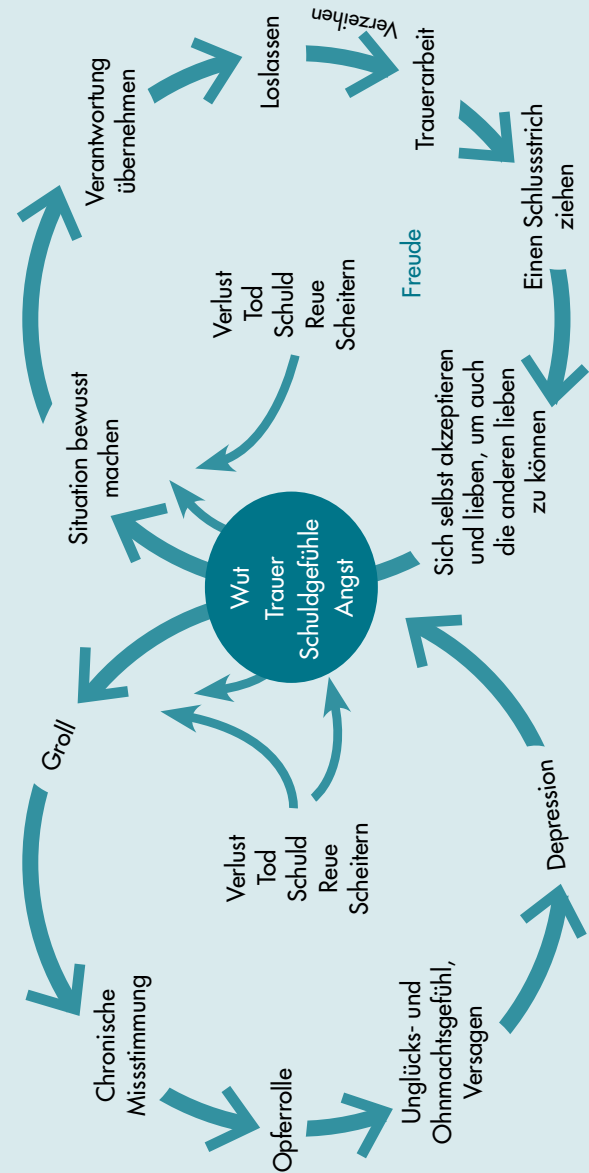 Groll
Chronische
Missstimmung
Opferrolle
Unglücks- und
Ohnmachtsgefühl,
Versagen
Depression
Verlust
Tod
Schuld
Reue
Scheitern
Wut
Trauer
Schuldgefühle
Angst
Situation bewusst
machen
Verantwortung
übernehmen
Loslassen
Verzeihen
Trauerarbeit
Einen Schlussstrich
ziehen
Sich selbst akzeptieren
und lieben, um auch
die anderen lieben
zu können
Verlust
Tod
Schuld
Reue
Scheitern
Freude